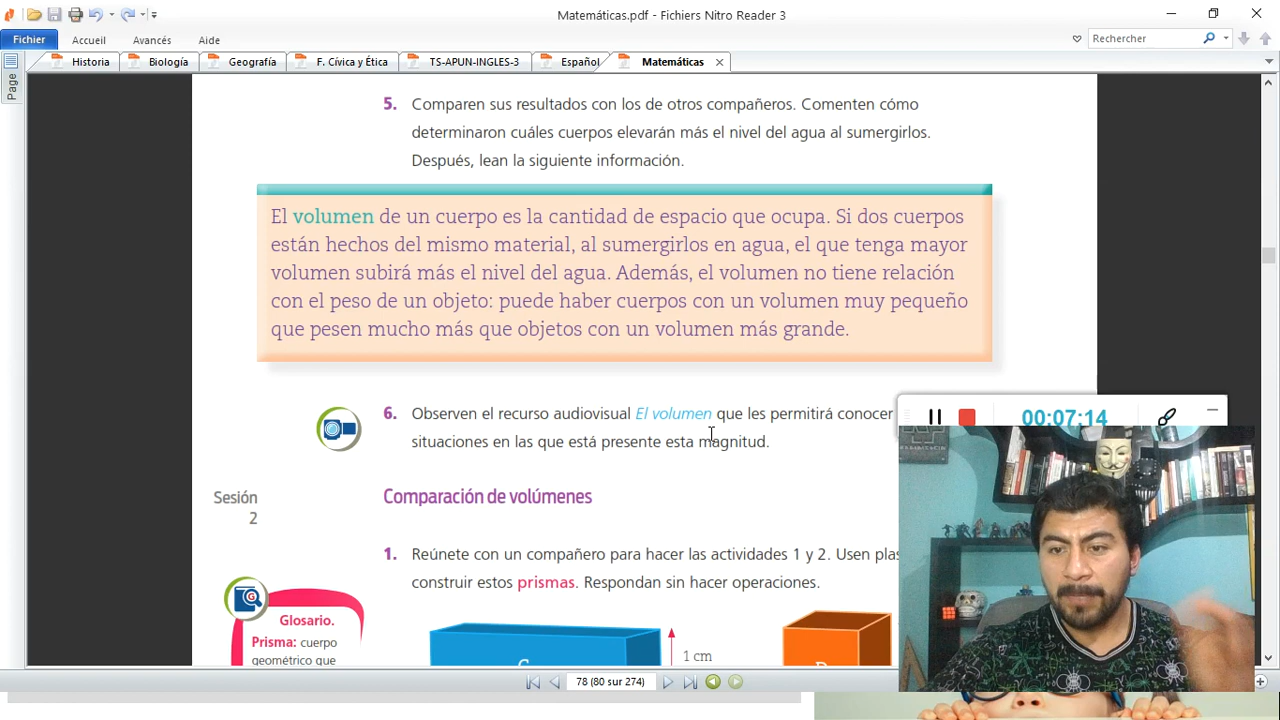 Matemáticas.pdf - Fichiers Nitro Reader 3
Fichier Accueil Avancés Aide
Rechercher
Page
Historia Biología Geografía F. Cívica y Ética TS-APUN-INGLES-3 Español Matemáticas
5. Comparen sus resultados con los de otros compañeros. Comenten cómo
determinaron cuáles cuerpos elevarán más el nivel del agua al sumergirlos.
Después, lean la siguiente información.
El volumen de un cuerpo es la cantidad de espacio que ocupa. Si dos cuerpos
están hechos del mismo material, al sumergirlos en agua, el que tenga mayor
volumen subirá más el nivel del agua. Además, el volumen no tiene relación
con el peso de un objeto: puede haber cuerpos con un volumen muy pequeño
que pesen mucho más que objetos con un volumen más grande.
6. Observen el recurso audiovisual El volumen que les permitirá conocer
situaciones en las que está presente esta magnitud.
00:07:14
Sesión
2
Comparación de volúmenes
1. Reúnete con un compañero para hacer las actividades 1 y 2. Usen plas
construir estos prismas. Respondan sin hacer operaciones.
G
Glosario.
Prisma: cuerpo
geométrico que
1 cm
78 (80 sur 274)